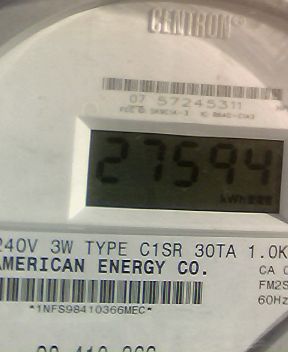 CENTRON®
07 57245311
27594
kWh
240V 3W TYPE C1SR 30TA 1.0K
AMERICAN ENERGY CO.
CA
FM2S
60Hz
*1NFS98410366MEC*